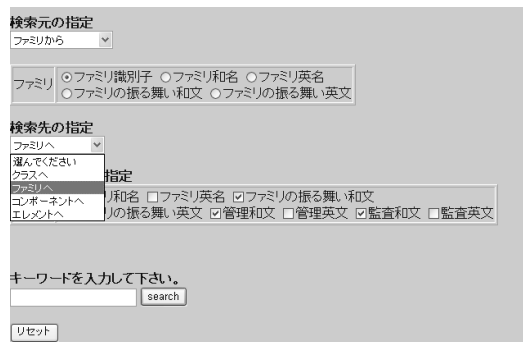 検索元の指定
ファミリから
ファミリ
ファミリ識別子 ファミリ和名 ファミリ英名
ファミリの振る舞い和文 ファミリの振る舞い英文
検索先の指定
ファミリへ
選んでください
クラスへ
ファミリへ
コンポーネントへ
エレメントへ
指定
リ和名 ファミリ英名 ファミリの振る舞い和文
リの振る舞い英文 管理和文 管理英文 監査和文 監査英文
キーワードを入力して下さい。
search
リセット